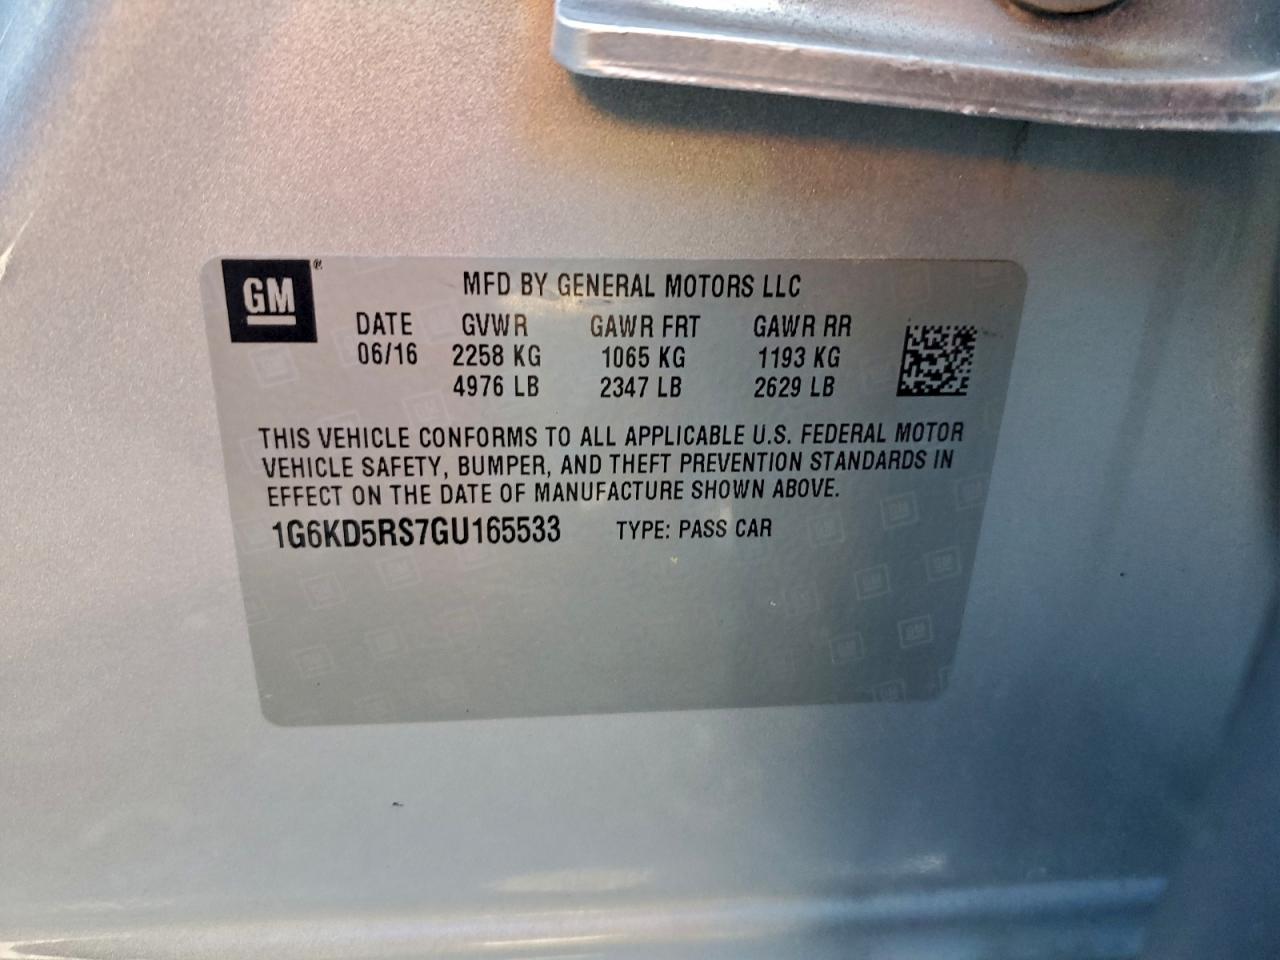 GM®
MFD BY GENERAL MOTORS LLC
DATE GVWR GAWR FRT GAWR RR
06/16 2258 KG 1065 KG 1193 KG
4976 LB 2347 LB 2629 LB
THIS VEHICLE CONFORMS TO ALL APPLICABLE U.S. FEDERAL MOTOR
VEHICLE SAFETY, BUMPER, AND THEFT PREVENTION STANDARDS IN
EFFECT ON THE DATE OF MANUFACTURE SHOWN ABOVE.
1G6KD5RS7GU165533 TYPE: PASS CAR